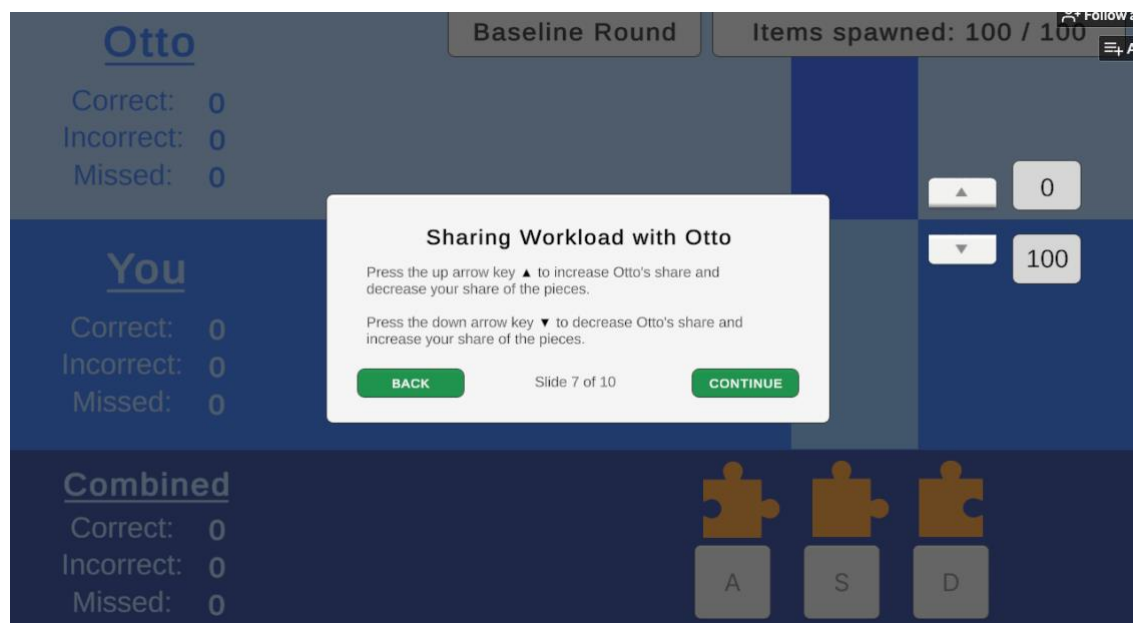 Otto
Correct: 0
Incorrect: 0
Missed: 0
Baseline Round
Items spawned: 100 / 100
Follow
0
100
Sharing Workload with Otto
Press the up arrow key ▲ to increase Otto's share and
decrease your share of the pieces.
Press the down arrow key ▼ to decrease Otto's share and
increase your share of the pieces.
BACK
Slide 7 of 10
CONTINUE
You
Correct: 0
Incorrect: 0
Missed: 0
Combined
Correct: 0
Incorrect: 0
Missed: 0
A
S
D